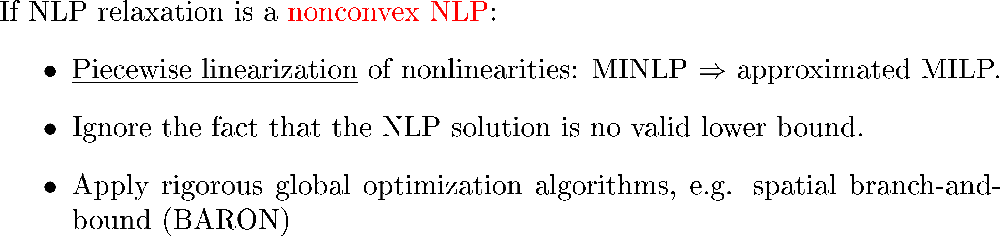 If NLP relaxation is a nonconvex NLP:
• Piecewise linearization of nonlinearities: MINLP ⇒ approximated MILP.
• Ignore the fact that the NLP solution is no valid lower bound.
• Apply rigorous global optimization algorithms, e.g. spatial branch-and-
bound (BARON)